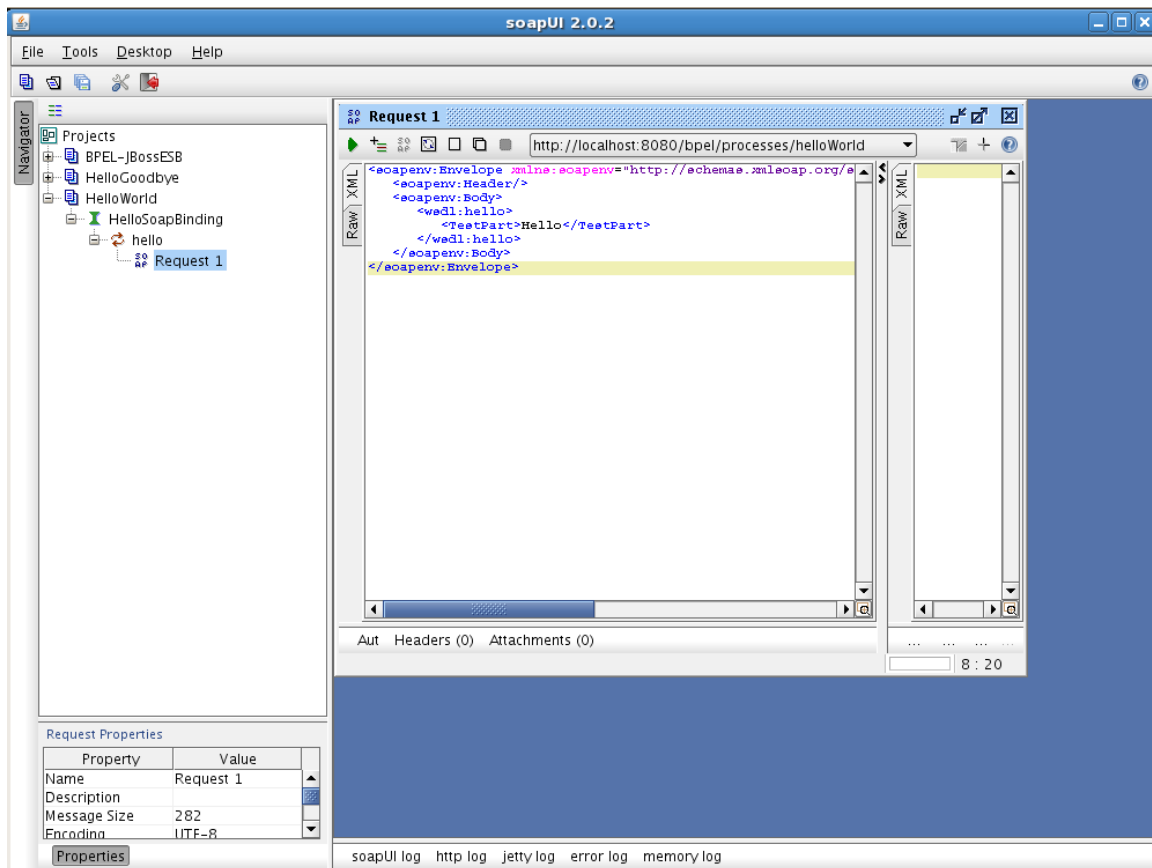 soapUI 2.0.2
File Tools Desktop Help
Navigator
Projects
BPEL-JBossESB
HelloGoodbye
HelloWorld
HelloSoapBinding
hello
Request 1
Request 1
http://localhost:8080/bpel/processes/helloWorld
XML
Raw
<soapenv:Envelope xmlns:soapenv="http://schemas.xmlsoap.org/s
<soapenv:Header/>
<soapenv:Body>
<wsdl:hello>
<TestPart>Hello</TestPart>
</wsdl:hello>
</soapenv:Body>
</soapenv:Envelope>
XML
Raw
Aut Headers (0) Attachments (0)
... ... ... ...
8 : 20
Request Properties
Property Value
Name Request 1
Description
Message Size 282
Encoding UTF-8
Properties
soapUI log http log jetty log error log memory log